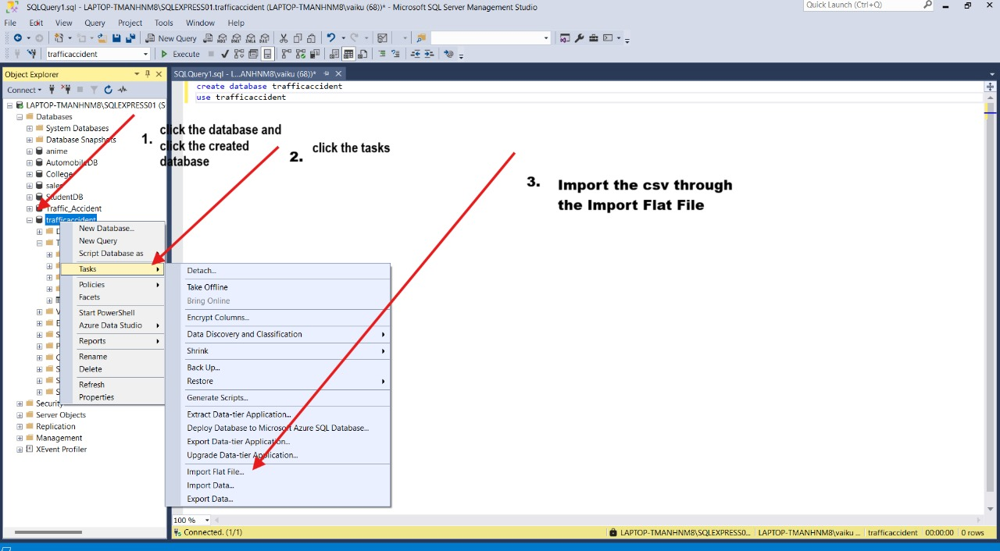 SQLQuery1.sql - LAPTOP-TMANHNM8\SQLEXPRESS01.trafficaccident (LAPTOP-TMANHNM8\vaiku (68))* - Microsoft SQL Server Management Studio
Quick Launch (Ctrl+Q)
File Edit View Query Project Tools Window Help
New Query
trafficaccident
Execute
Object Explorer
Connect
LAPTOP-TMANHNM8\SQLEXPRESS01 (S
Databases
System Databases
Database Snapshots
anime
AutomobileDB
College
sales
StudentDB
Traffic_Accident
trafficaccident
Security
Server Objects
Replication
Management
XEvent Profiler
SQLQuery1.sql - L...ANHNM8\vaiku (68))*
create database trafficaccident
use trafficaccident
1. click the database and
click the created
database
2. click the tasks
3. Import the csv through
the Import Flat File
New Database...
New Query
Script Database as
Tasks
Policies
Facets
Start PowerShell
Azure Data Studio
Reports
Rename
Delete
Refresh
Properties
Detach...
Take Offline
Bring Online
Encrypt Columns...
Data Discovery and Classification
Shrink
Back Up...
Restore
Generate Scripts...
Extract Data-tier Application...
Deploy Database to Microsoft Azure SQL Database...
Export Data-tier Application...
Upgrade Data-tier Application...
Import Flat File...
Import Data...
Export Data...
100 %
Connected. (1/1)
LAPTOP-TMANHNM8\SQLEXPRESS0... LAPTOP-TMANHNM8\vaiku ... trafficaccident 00:00:00 0 rows